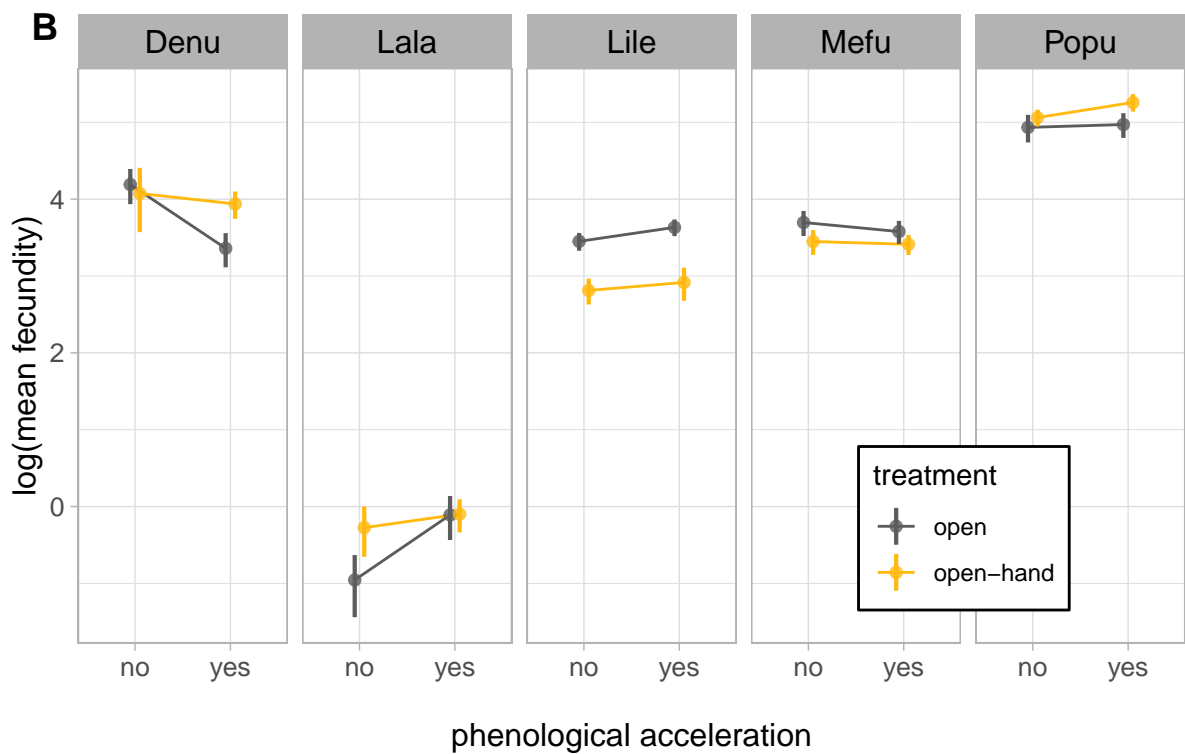 B
Denu Lala Lile Mefu Popu
log(mean fecundity)
4
2
0
treatment
open
open−hand
no yes no yes no yes no yes no yes
phenological acceleration